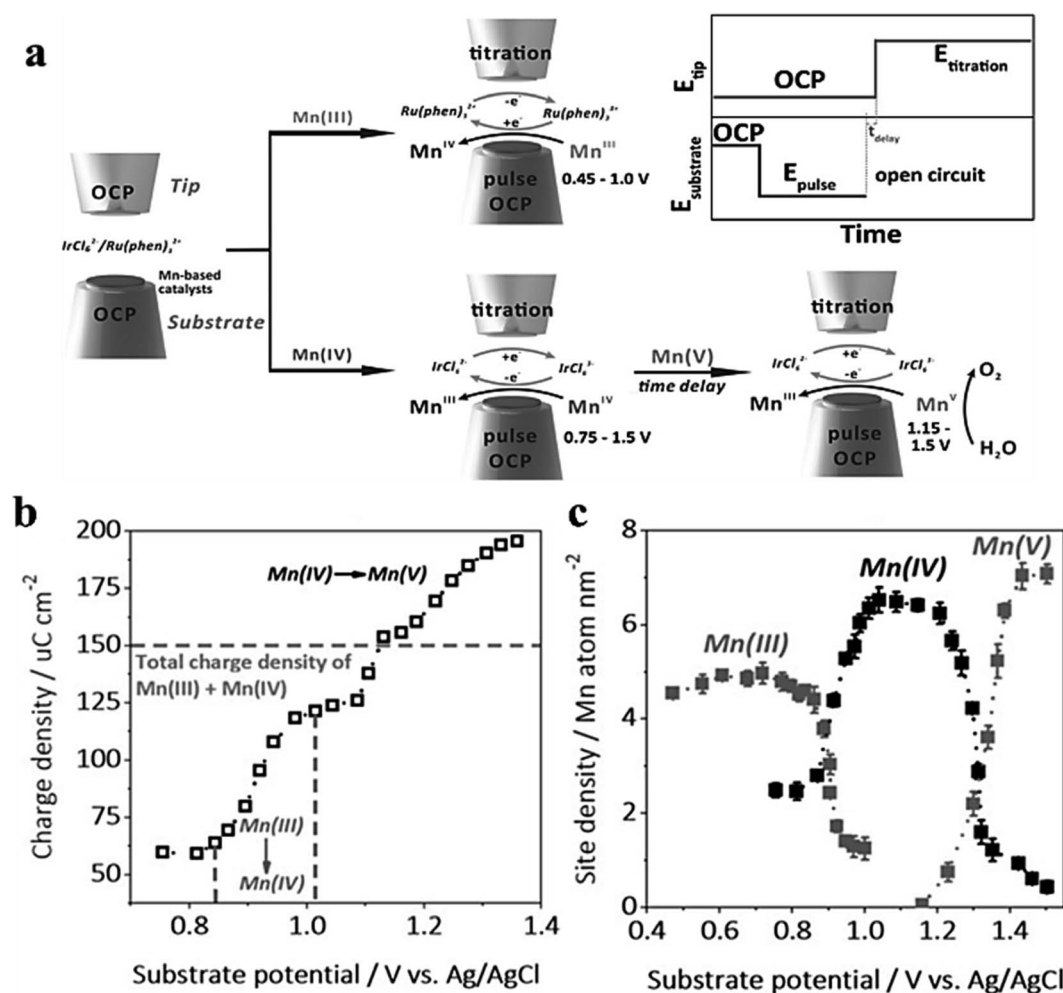 a
OCP
Tip
IrCl₆²⁻/Ru(phen)₃²⁺
Mn-based
catalysts
OCP
Substrate
Mn(III)
titration
-e⁻
Ru(phen)₃²⁺
Ru(phen)₃³⁺
+e⁻
Mn^IV
Mn^III
pulse
OCP
0.45 - 1.0 V
E_tip
OCP
E_titration
t_delay
E_substrate
OCP
E_pulse
open circuit
Time
Mn(IV)
titration
IrCl₆²⁻
+e⁻
IrCl₆³⁻
-e⁻
Mn^III
Mn^IV
pulse
OCP
0.75 - 1.5 V
Mn(V)
time delay
titration
IrCl₆²⁻
+e⁻
IrCl₆³⁻
-e⁻
Mn^III
Mn^V
pulse
OCP
1.15 -
1.5 V
O₂
H₂O
b
Charge density / uC cm⁻²
200
175
150
125
100
75
50
Mn(IV)→Mn(V)
Total charge density of
Mn(III) + Mn(IV)
Mn(III)
↓
Mn(IV)
0.8 1.0 1.2 1.4
Substrate potential / V vs. Ag/AgCl
c
Site density / Mn atom nm⁻²
8
6
4
2
0
Mn(III)
Mn(IV)
Mn(V)
0.4 0.6 0.8 1.0 1.2 1.4
Substrate potential / V vs. Ag/AgCl